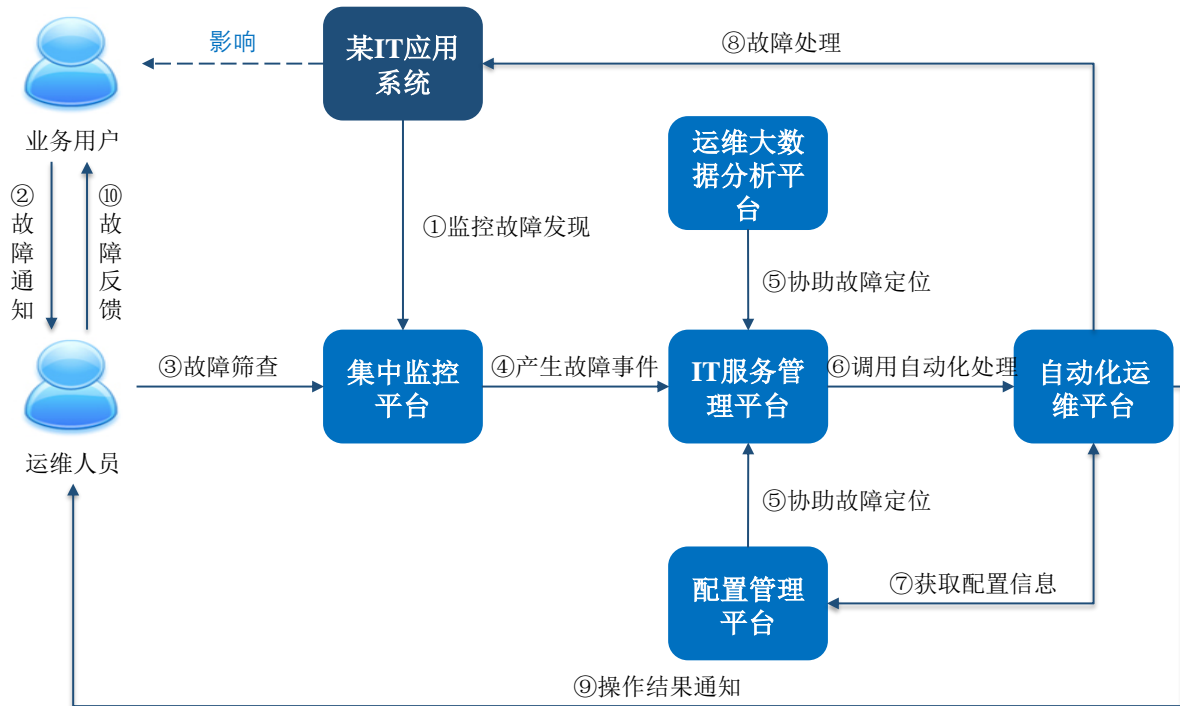 影响
某IT应用
系统
⑧故障处理
业务用户
运维大数
据分析平
台
②
故
障
通
知
⑩
故
障
反
馈
①监控故障发现
⑤协助故障定位
③故障筛查
集中监控
平台
④产生故障事件
IT服务管
理平台
⑥调用自动化处理
自动化运
维平台
运维人员
⑤协助故障定位
配置管理
平台
⑦获取配置信息
⑨操作结果通知